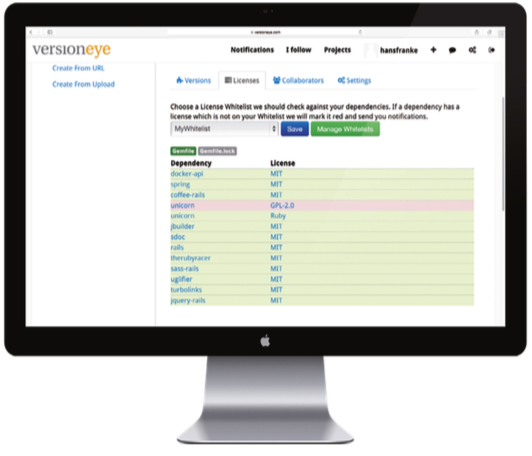 versioneye.com
versioneye
Notifications I follow Projects hansfranke
Create From URL
Create From Upload
Versions Licenses Collaborators Settings
Choose a License Whitelist we should check against your dependencies. If a dependency has a
license which is not on your Whitelist we will mark it red and send you notifications.
MyWhitelist Save Manage Whitelists
Gemfile Gemfile.lock
Dependency License
docker-api MIT
spring MIT
coffee-rails MIT
unicorn GPL-2.0
unicorn Ruby
jbuilder MIT
sdoc MIT
rails MIT
therubyracer MIT
sass-rails MIT
uglifier MIT
turbolinks MIT
jquery-rails MIT